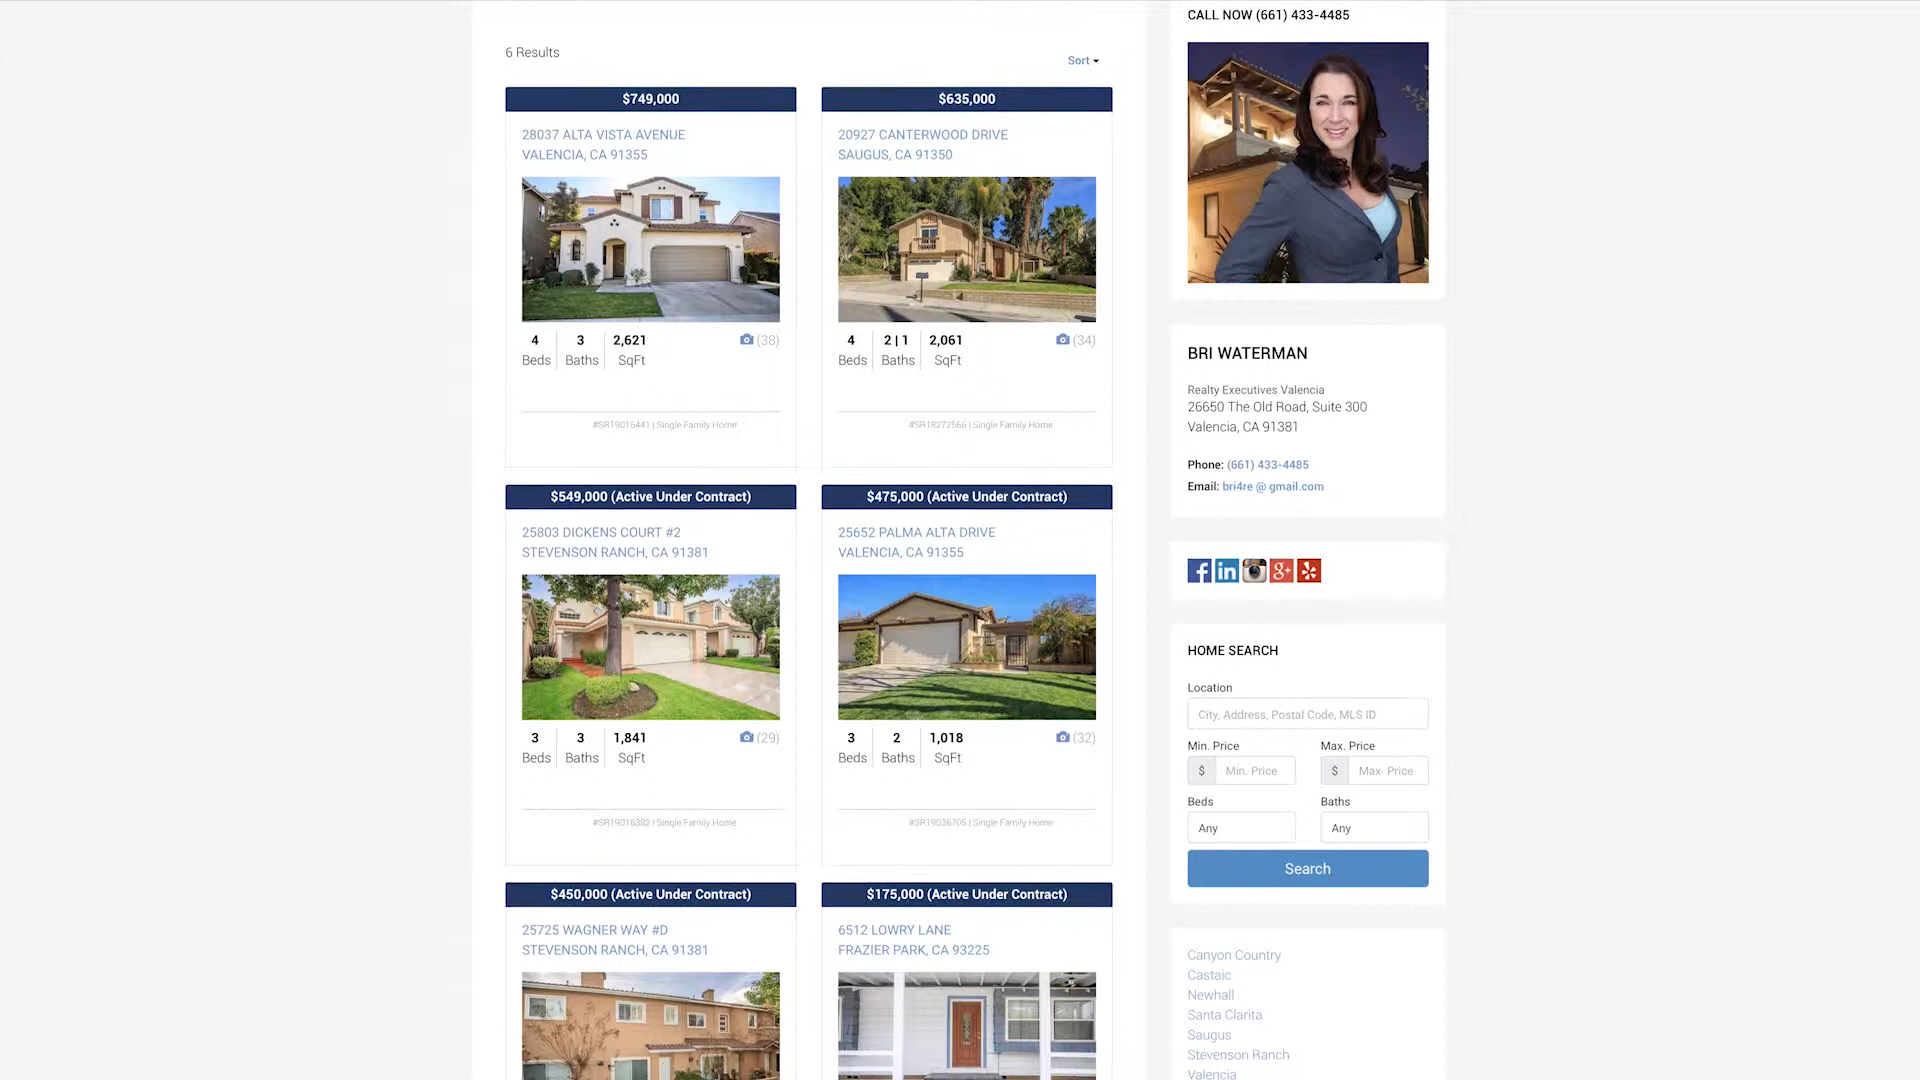 6 Results
Sort
$749,000
28037 ALTA VISTA AVENUE
VALENCIA, CA 91355
4
3
2,621
(38)
Beds
Baths
SqFt
#SR19016441 | Single Family Home
$635,000
20927 CANTERWOOD DRIVE
SAUGUS, CA 91350
4
2 | 1
2,061
(34)
Beds
Baths
SqFt
#SR18272566 | Single Family Home
$549,000 (Active Under Contract)
25803 DICKENS COURT #2
STEVENSON RANCH, CA 91381
3
3
1,841
(29)
Beds
Baths
SqFt
#SR19016382 | Single Family Home
$475,000 (Active Under Contract)
25652 PALMA ALTA DRIVE
VALENCIA, CA 91355
3
2
1,018
(32)
Beds
Baths
SqFt
#SR19036705 | Single Family Home
$450,000 (Active Under Contract)
25725 WAGNER WAY #D
STEVENSON RANCH, CA 91381
$175,000 (Active Under Contract)
6512 LOWRY LANE
FRAZIER PARK, CA 93225
CALL NOW (661) 433-4485
BRI WATERMAN
Realty Executives Valencia
26650 The Old Road, Suite 300
Valencia, CA 91381
Phone: (661) 433-4485
Email: bri4re @ gmail.com
f in g+
HOME SEARCH
Location
City, Address, Postal Code, MLS ID
Min. Price
Max. Price
$ Min. Price
$ Max. Price
Beds
Baths
Any
Any
Search
Canyon Country
Castaic
Newhall
Santa Clarita
Saugus
Stevenson Ranch
Valencia